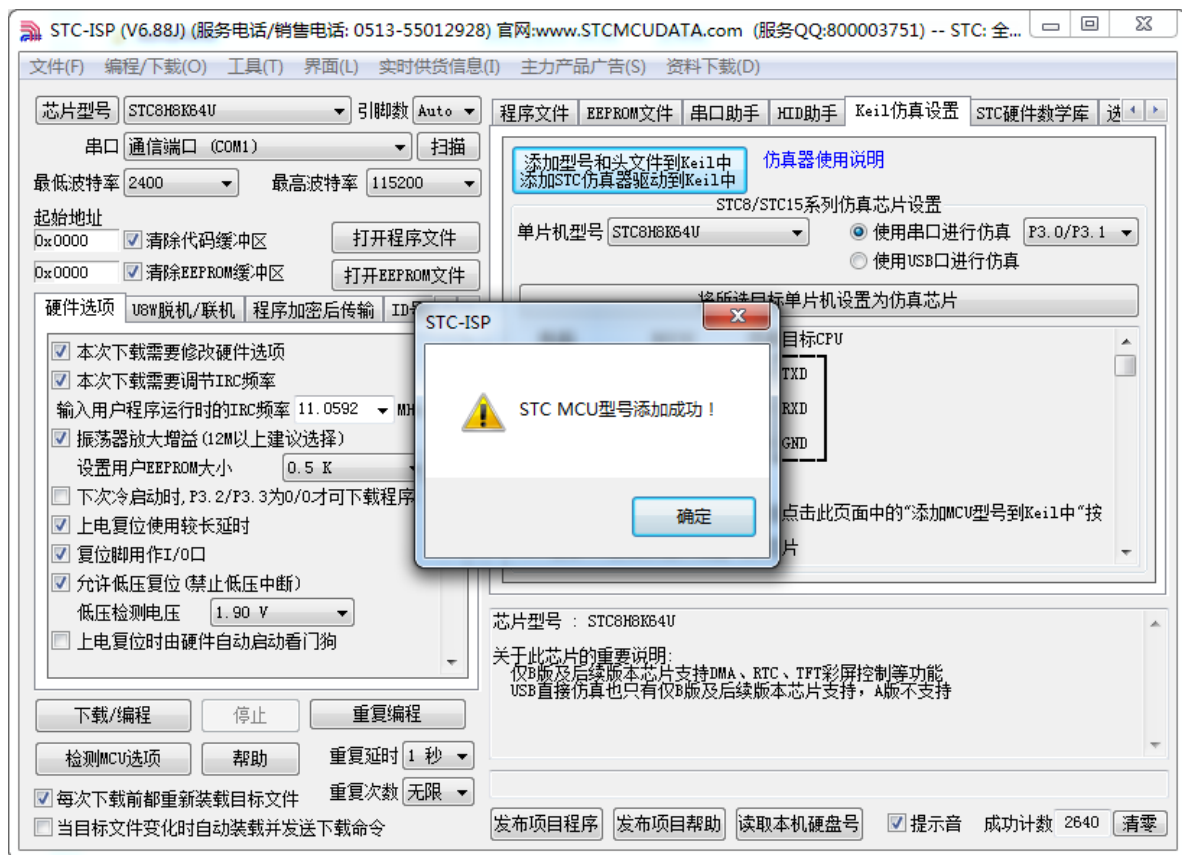 STC-ISP (V6.88J) (服务电话/销售电话: 0513-55012928) 官网:www.STCMCUDATA.com (服务QQ:800003751) -- STC: 全...
文件(F) 编程/下载(O) 工具(T) 界面(L) 实时供货信息(I) 主力产品广告(S) 资料下载(D)
芯片型号 STC8H8K64U 引脚数 Auto
串口 通信端口 (COM1) 扫描
最低波特率 2400 最高波特率 115200
起始地址
0x0000 清除代码缓冲区 打开程序文件
0x0000 清除EEPROM缓冲区 打开EEPROM文件
硬件选项 U8W脱机/联机 程序加密后传输
本次下载需要修改硬件选项
本次下载需要调节IRC频率
输入用户程序运行时的IRC频率 11.0592
振荡器放大增益(12M以上建议选择)
设置用户EEPROM大小 0.5 K
下次冷启动时,P3.2/P3.3为0/0才可下载程序
上电复位使用较长延时
复位脚用作I/O口
允许低压复位(禁止低压中断)
低压检测电压 1.90 V
上电复位时由硬件自动启动看门狗
下载/编程 停止 重复编程
检测MCU选项 帮助 重复延时 1 秒
每次下载前都重新装载目标文件 重复次数 无限
当目标文件变化时自动装载并发送下载命令
程序文件 EEPROM文件 串口助手 HID助手 Keil仿真设置 STC硬件数学库 选
添加型号和头文件到Keil中
添加STC仿真器驱动到Keil中
仿真器使用说明
STC8/STC15系列仿真芯片设置
单片机型号 STC8H8K64U 使用串口进行仿真 P3.0/P3.1
使用USB口进行仿真
将所选目标单片机设置为仿真芯片
目标CPU
TXD
RXD
GND
点击此页面中的“添加MCU型号到Keil中”按
片
STC-ISP
STC MCU型号添加成功！
确定
芯片型号 : STC8H8K64U
关于此芯片的重要说明:
仅B版及后续版本芯片支持DMA、RTC、TFT彩屏控制等功能
USB直接仿真也只有仅B版及后续版本芯片支持，A版不支持
发布项目程序 发布项目帮助 读取本机硬盘号 提示音 成功计数 2640 清零